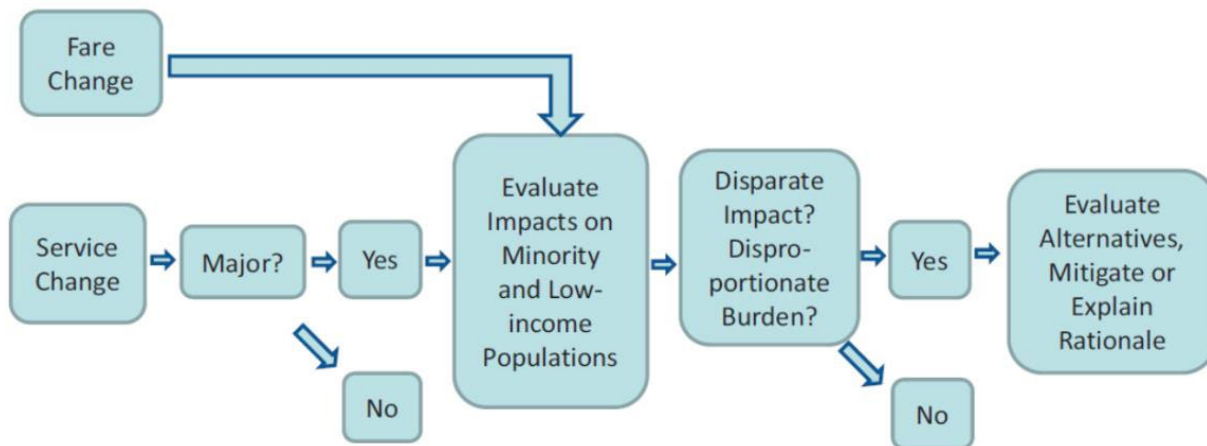 Fare
Change
Service
Change
Major?
Yes
No
Evaluate
Impacts on
Minority
and Low-
income
Populations
Disparate
Impact?
Dispro-
portionate
Burden?
Yes
No
Evaluate
Alternatives,
Mitigate or
Explain
Rationale